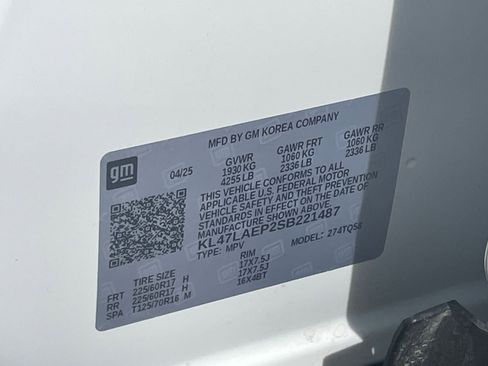 MFD BY GM KOREA COMPANY
gm
04/25 GVWR GAWR FRT GAWR RR
1930 KG 1060 KG 1060 KG
4255 LB 2336 LB 2336 LB
THIS VEHICLE CONFORMS TO ALL
APPLICABLE U.S. FEDERAL MOTOR
VEHICLE SAFETY AND THEFT PREVENTION
STANDARDS IN EFFECT ON THE DATE OF
MANUFACTURE SHOWN ABOVE.
KL47LAEP2SB221487
TYPE: MPV MODEL: 274TQ58
TIRE SIZE RIM
FRT 225/60R17 H 17X7.5J
RR 225/60R17 H 17X7.5J
SPA T125/70R16 M 16X4BT